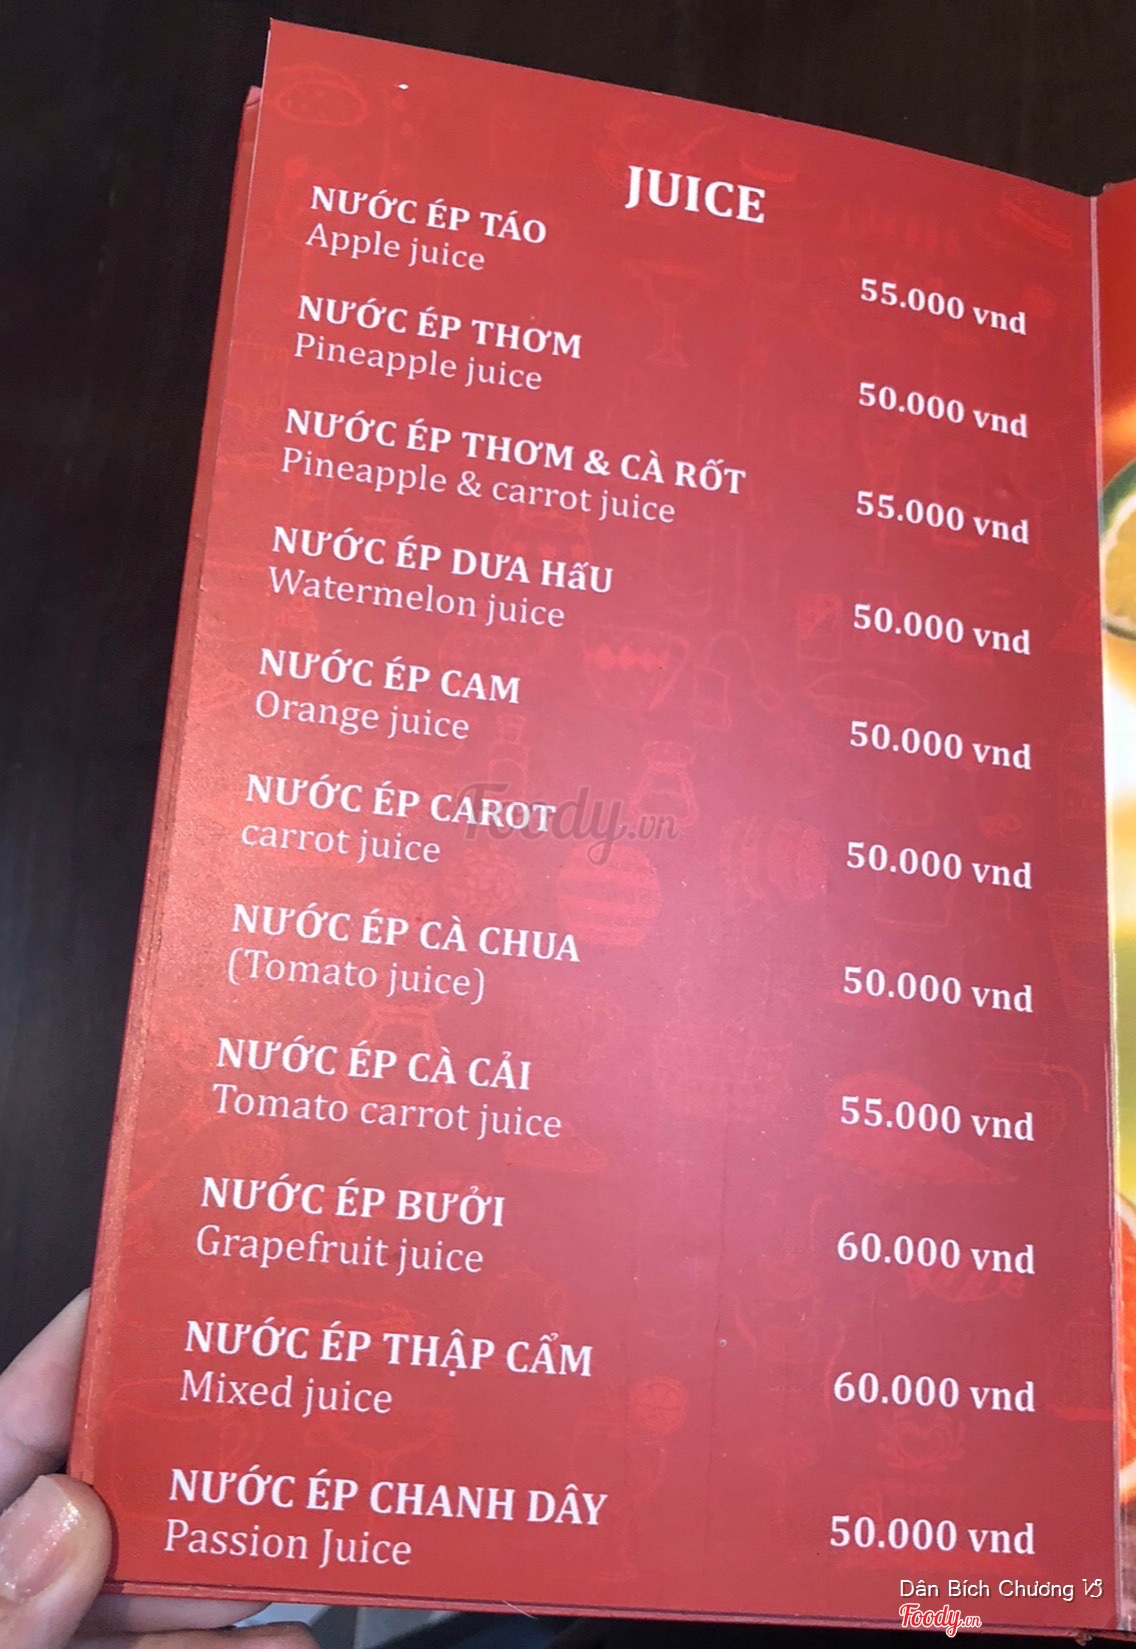 JUICE
NƯỚC ÉP TÁO
Apple juice
55.000 vnd
NƯỚC ÉP THƠM
Pineapple juice
50.000 vnd
NƯỚC ÉP THƠM & CÀ RỐT
Pineapple & carrot juice
55.000 vnd
NƯỚC ÉP DƯA HấU
Watermelon juice
50.000 vnd
NƯỚC ÉP CAM
Orange juice
50.000 vnd
NƯỚC ÉP CAROT
carrot juice
50.000 vnd
Foody.vn
NƯỚC ÉP CÀ CHUA
(Tomato juice)
50.000 vnd
NƯỚC ÉP CÀ CẢI
Tomato carrot juice
55.000 vnd
NƯỚC ÉP BƯỞI
Grapefruit juice
60.000 vnd
NƯỚC ÉP THẬP CẨM
Mixed juice
60.000 vnd
NƯỚC ÉP CHANH DÂY
Passion Juice
50.000 vnd
Dân Bích Chương ♑
Foody.vn